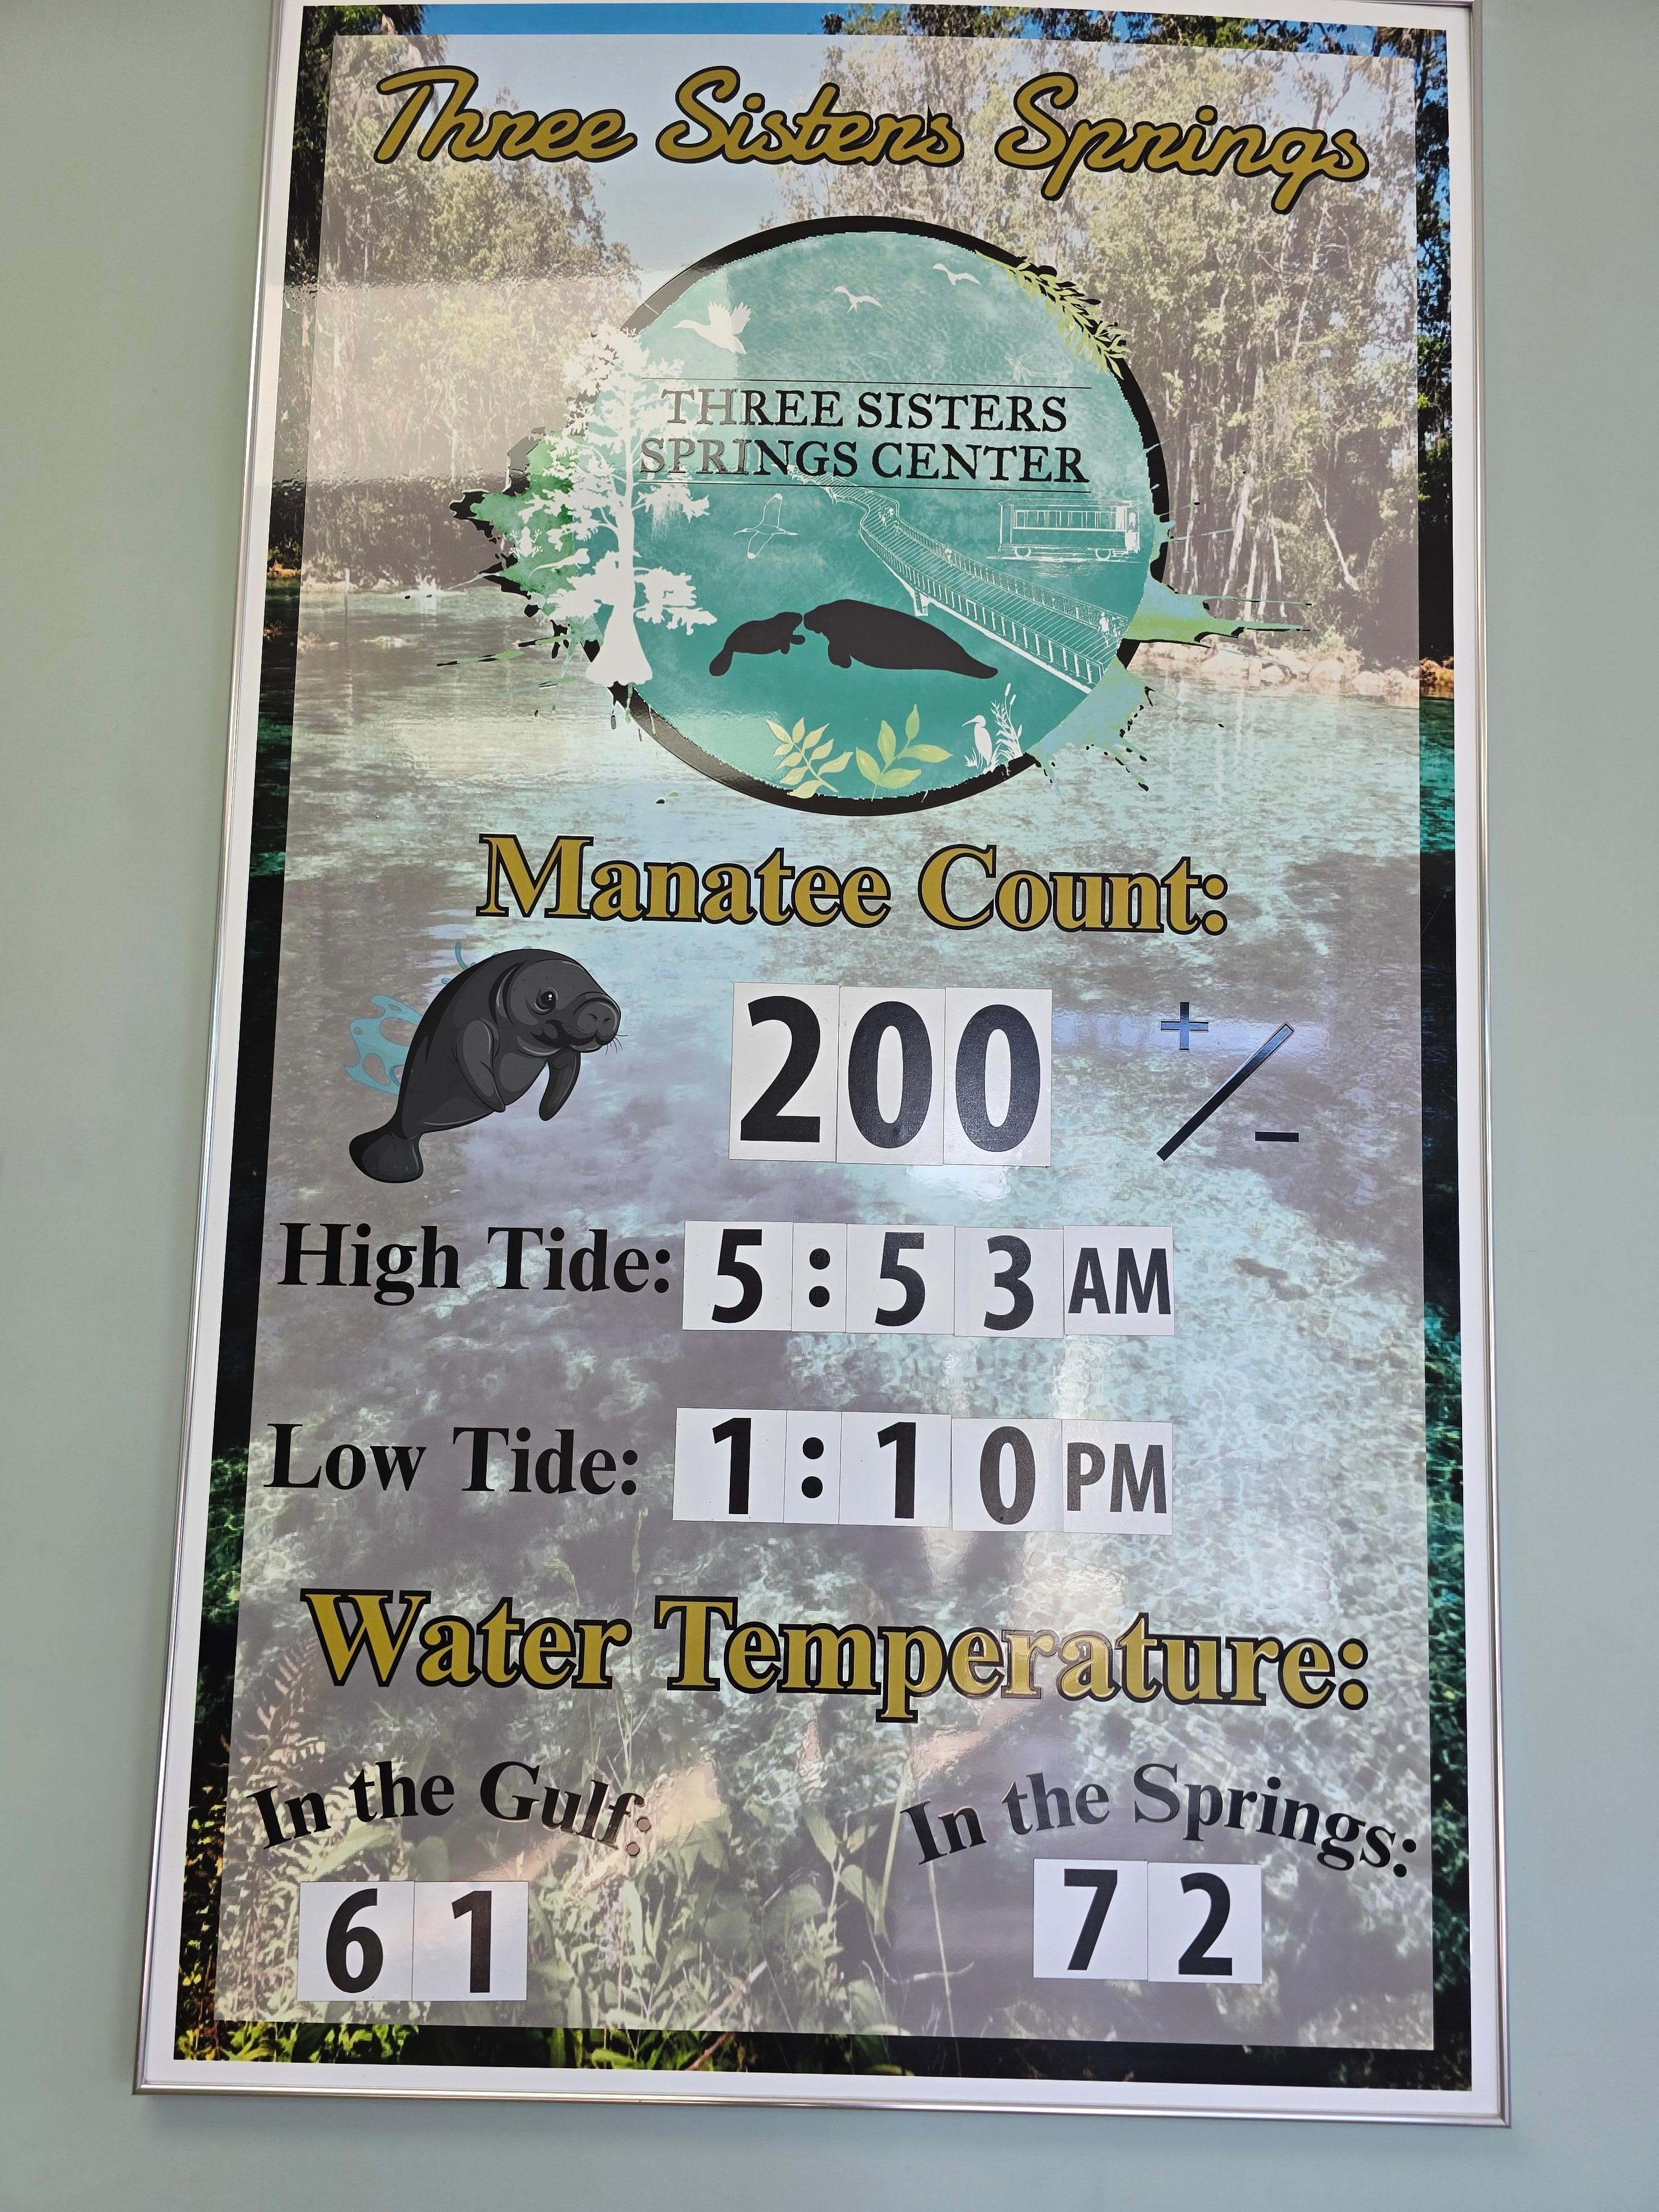 Three Sisters Springs
THREE SISTERS
SPRINGS CENTER
Manatee Count:
200 +/-
High Tide: 5:53 AM
Low Tide: 1:10 PM
Water Temperature:
In the Gulf:
61
In the Springs:
72